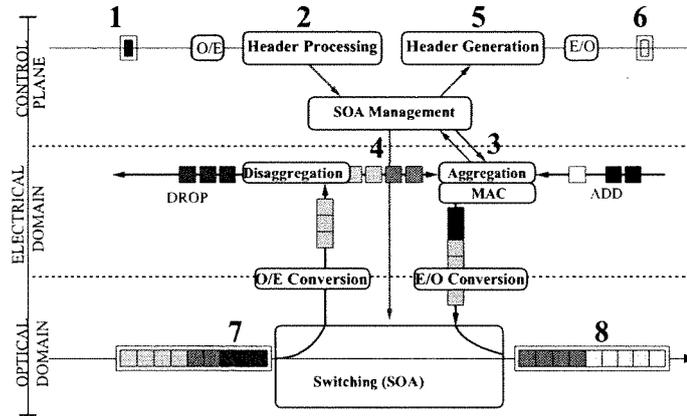 1
2
5
6
O/E
Header Processing
Header Generation
E/O
CONTROL
PLANE
SOA Management
4
3
Disaggregation
Aggregation
MAC
DROP
ADD
ELECTRICAL
DOMAIN
O/E Conversion
E/O Conversion
7
8
Switching (SOA)
OPTICAL
DOMAIN